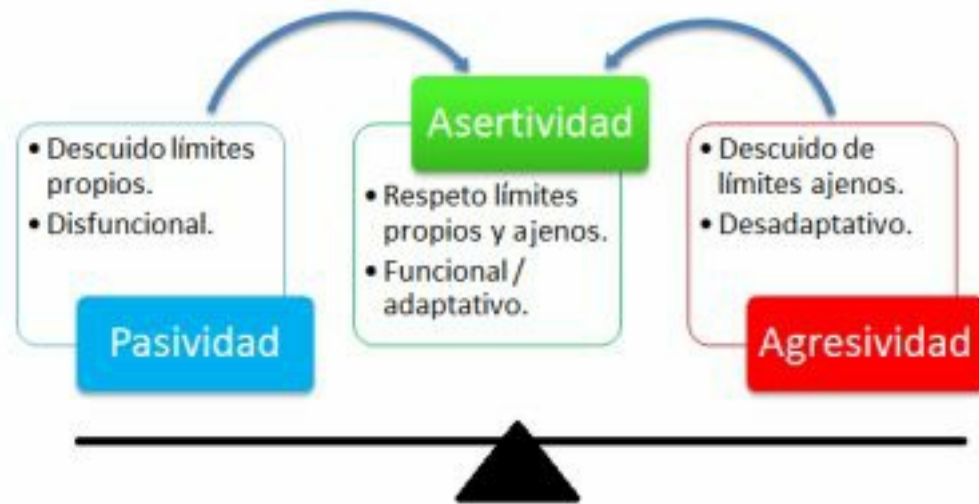 • Descuido límites
propios.
• Disfuncional.
Pasividad
Asertividad
• Respeto límites
propios y ajenos.
• Funcional /
adaptativo.
• Descuido de
límites ajenos.
• Desadaptativo.
Agresividad